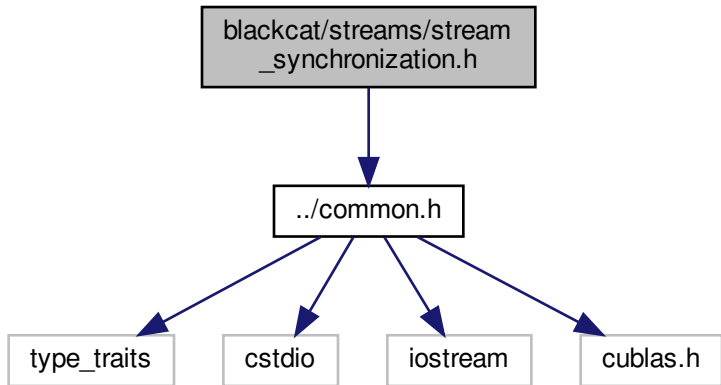 blackcat/streams/stream
_synchronization.h
../common.h
type_traits
cstdio
iostream
cublas.h